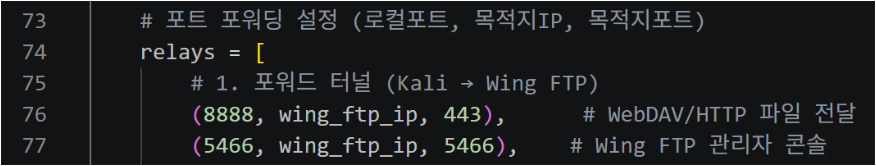 73 # 포트 포워딩 설정 (로컬포트, 목적지IP, 목적지포트)
74 relays = [
75 # 1. 포워드 터널 (Kali → Wing FTP)
76 (8888, wing_ftp_ip, 443), # WebDAV/HTTP 파일 전달
77 (5466, wing_ftp_ip, 5466), # Wing FTP 관리자 콘솔